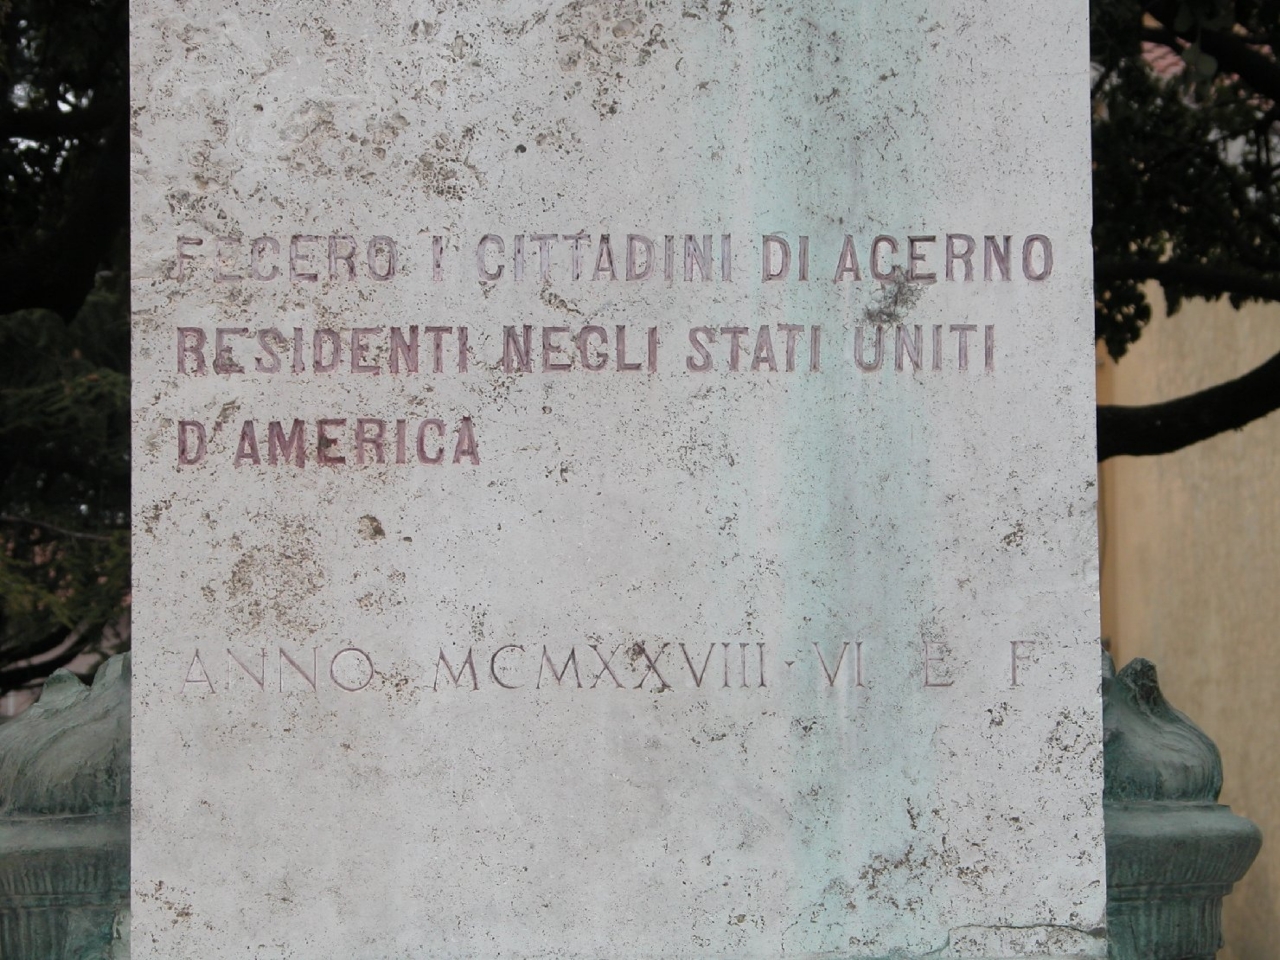 FECERO I CITTADINI DI ACERNO
RESIDENTI NEGLI STATI UNITI
D'AMERICA
ANNO MCMXXVIII - VI E F